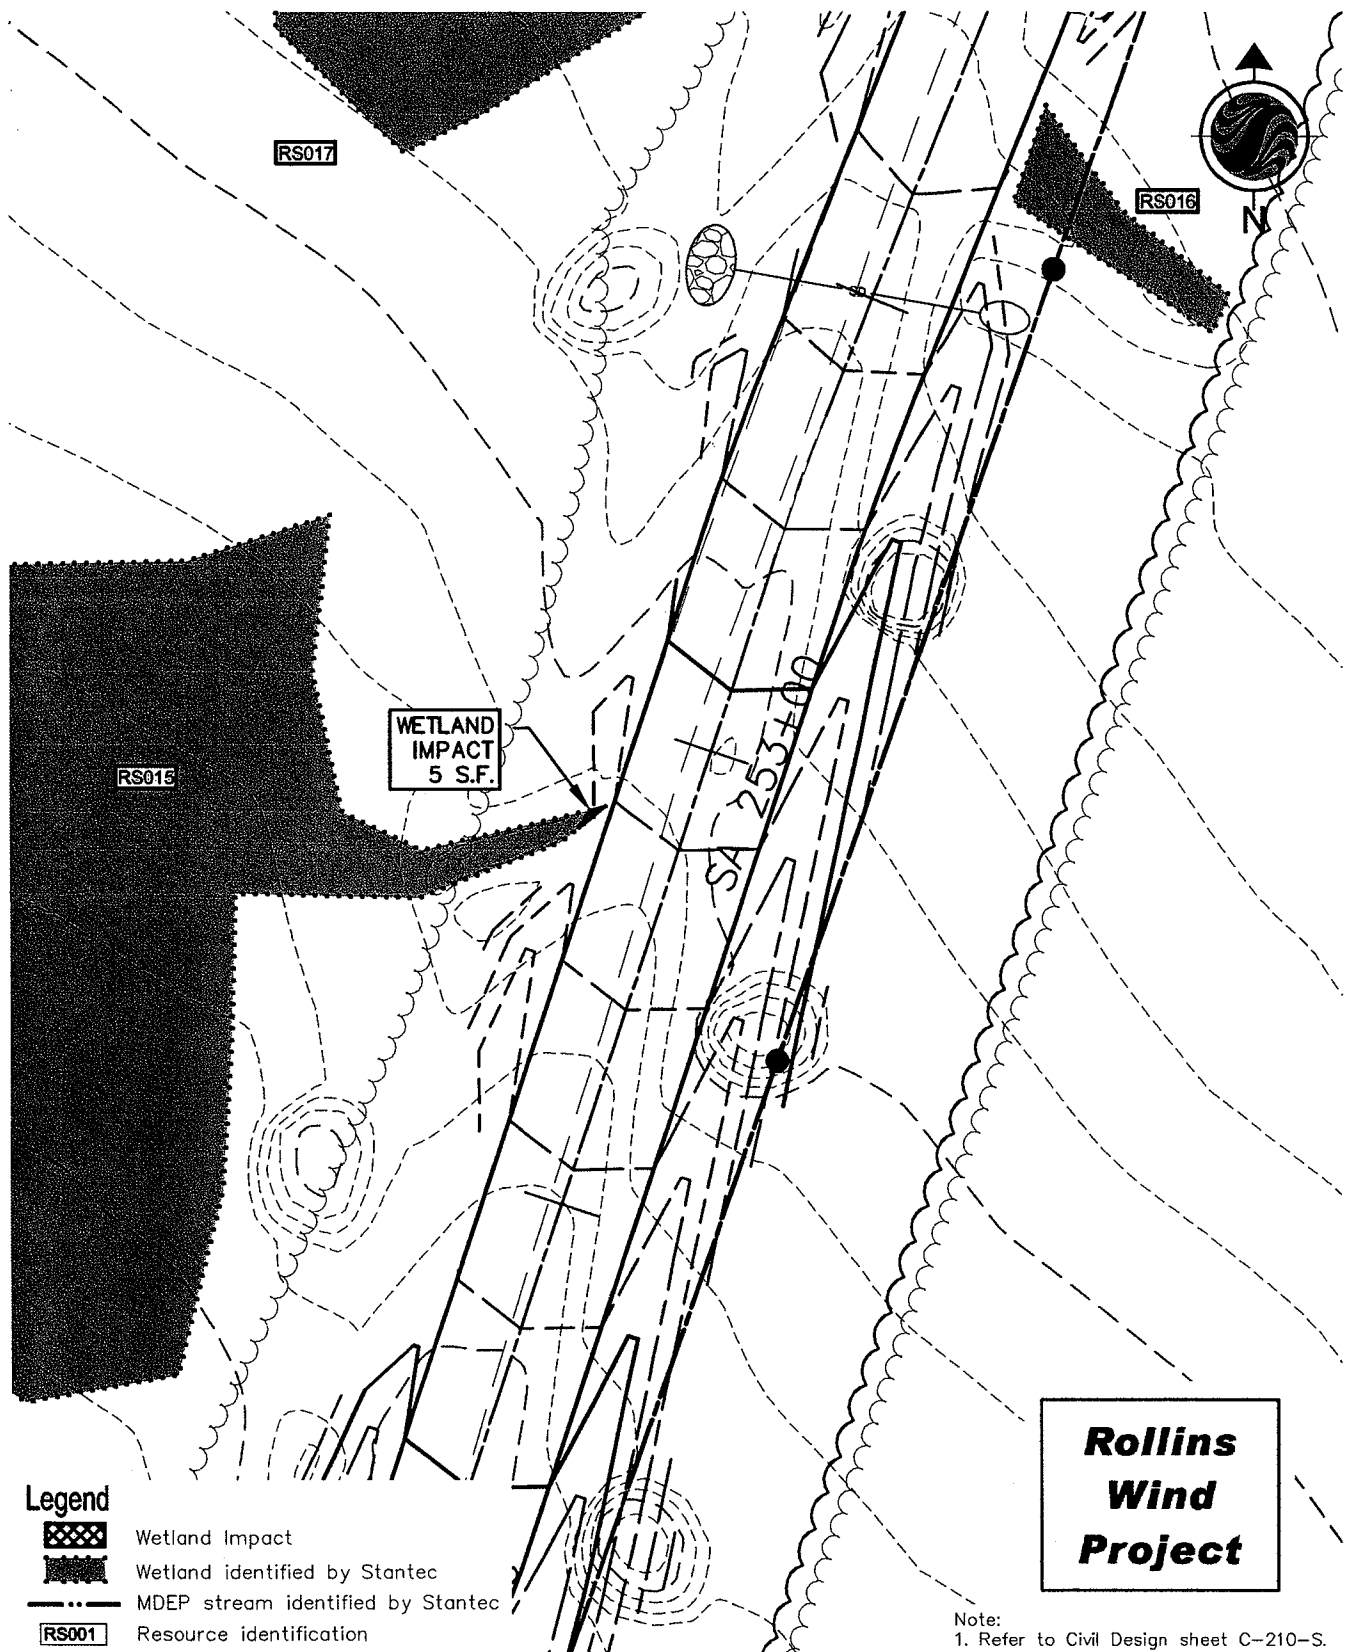 RS017
RS016
N
SD
WETLAND
IMPACT
5 S.F.
RS015
253+00
Rollins
Wind
Project
Legend
Wetland Impact
Wetland identified by Stantec
MDEP stream identified by Stantec
RS001 Resource identification
Note:
1. Refer to Civil Design sheet C-210-S.